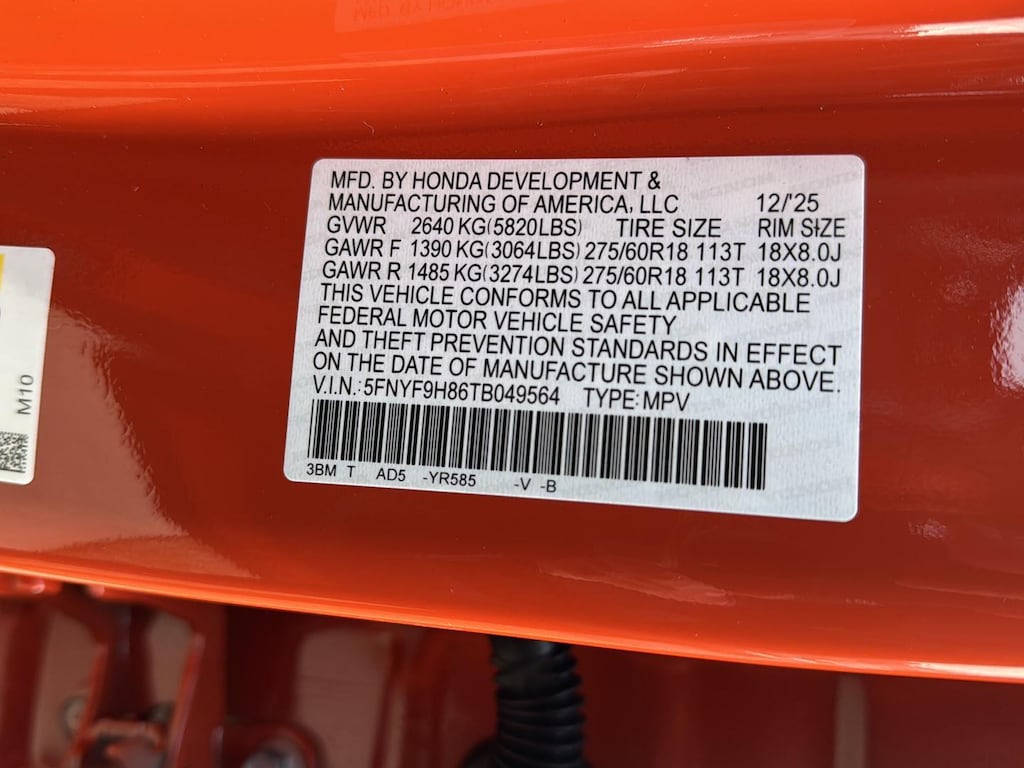 MFD. BY HONDA DEVELOPMENT &
MANUFACTURING OF AMERICA, LLC 12/'25
GVWR 2640 KG(5820LBS) TIRE SIZE RIM SIZE
GAWR F 1390 KG(3064LBS) 275/60R18 113T 18X8.0J
GAWR R 1485 KG(3274LBS) 275/60R18 113T 18X8.0J
THIS VEHICLE CONFORMS TO ALL APPLICABLE
FEDERAL MOTOR VEHICLE SAFETY
AND THEFT PREVENTION STANDARDS IN EFFECT
ON THE DATE OF MANUFACTURE SHOWN ABOVE.
V.I.N.:5FNYF9H86TB049564 TYPE:MPV
3BM T AD5 -YR585 -V -B
M10